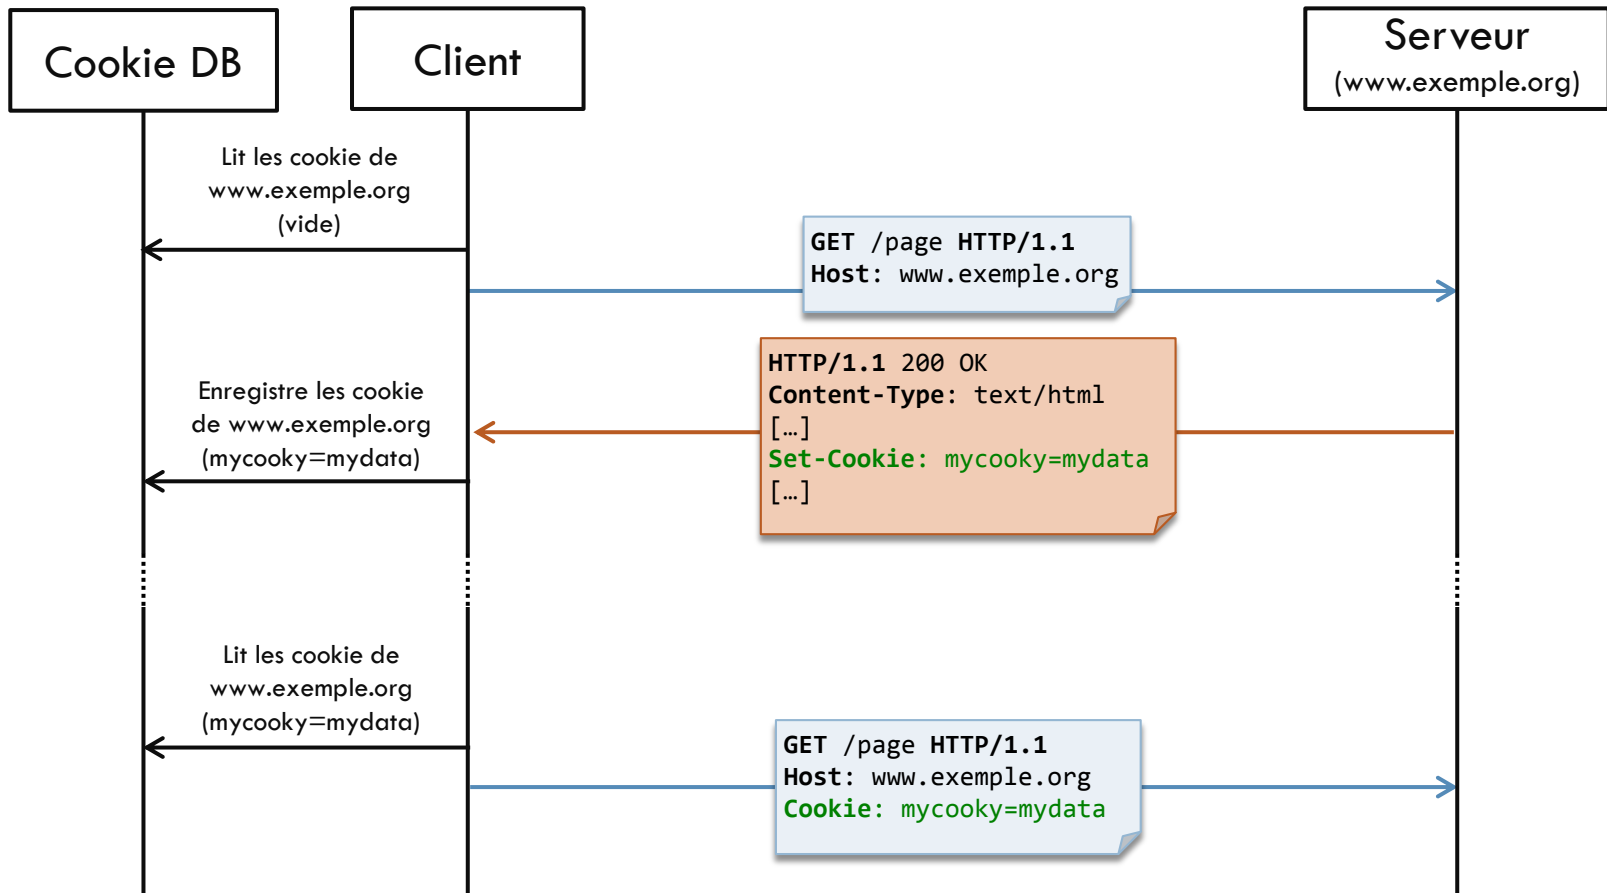 Cookie DB
Client
Serveur
(www.exemple.org)
Lit les cookie de
www.exemple.org
(vide)
GET /page HTTP/1.1
Host: www.exemple.org
HTTP/1.1 200 OK
Content-Type: text/html
[…]
Set-Cookie: mycooky=mydata
[…]
Enregistre les cookie
de www.exemple.org
(mycooky=mydata)
Lit les cookie de
www.exemple.org
(mycooky=mydata)
GET /page HTTP/1.1
Host: www.exemple.org
Cookie: mycooky=mydata